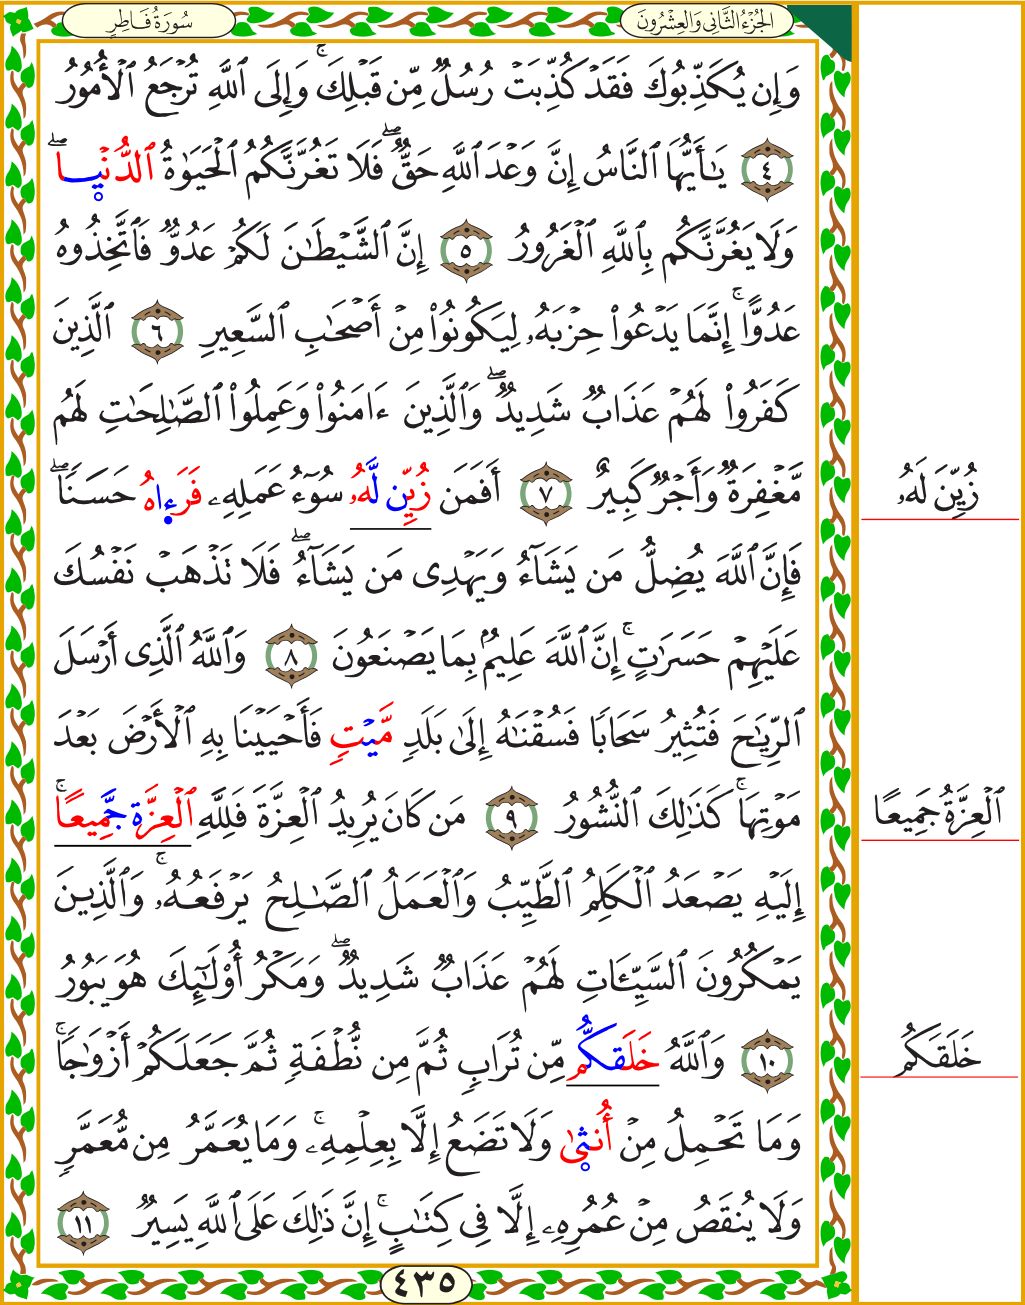 سُورَةُ فَاطِرٍ
الجُزْءُ الثَّانِي وَالعِشْرُونَ
وَإِن يُكَذِّبُوكَ فَقَدۡ كُذِّبَتۡ رُسُلٞ مِّن قَبۡلِكَۚ وَإِلَى ٱللَّهِ تُرۡجَعُ ٱلۡأُمُورُ
٤ يَٰٓأَيُّهَا ٱلنَّاسُ إِنَّ وَعۡدَ ٱللَّهِ حَقّٞۖ فَلَا تَغُرَّنَّكُمُ ٱلۡحَيَوٰةُ ٱلدُّنۡيَاۖ
وَلَا يَغُرَّنَّكُم بِٱللَّهِ ٱلۡغَرُورُ ٥ إِنَّ ٱلشَّيۡطَٰنَ لَكُمۡ عَدُوّٞ فَٱتَّخِذُوهُ
عَدُوًّاۚ إِنَّمَا يَدۡعُواْ حِزۡبَهُۥ لِيَكُونُواْ مِنۡ أَصۡحَٰبِ ٱلسَّعِيرِ ٦ ٱلَّذِينَ
كَفَرُواْ لَهُمۡ عَذَابٞ شَدِيدٞۖ وَٱلَّذِينَ ءَامَنُواْ وَعَمِلُواْ ٱلصَّٰلِحَٰتِ لَهُم
مَّغۡفِرَةٞ وَأَجۡرٞ كَبِيرٌ ٧ أَفَمَن زُيِّن لَّهُۥ سُوٓءُ عَمَلِهِۦ فَرَءِاهُ حَسَنٗاۖ
زُيِّنَ لَهُۥ
فَإِنَّ ٱللَّهَ يُضِلُّ مَن يَشَآءُ وَيَهۡدِي مَن يَشَآءُۖ فَلَا تَذۡهَبۡ نَفۡسُكَ
عَلَيۡهِمۡ حَسَرَٰتٍۚ إِنَّ ٱللَّهَ عَلِيمُۢ بِمَا يَصۡنَعُونَ ٨ وَٱللَّهُ ٱلَّذِيٓ أَرۡسَلَ
ٱلرِّيَٰحَ فَتُثِيرُ سَحَابٗا فَسُقۡنَٰهُ إِلَىٰ بَلَدٖ مَّيۡتٖ فَأَحۡيَيۡنَا بِهِ ٱلۡأَرۡضَ بَعۡدَ
مَوۡتِهَاۚ كَذَٰلِكَ ٱلنُّشُورُ ٩ مَن كَانَ يُرِيدُ ٱلۡعِزَّةَ فَلِلَّهِ ٱلۡعِزَّة جَّمِيعًاۚ
ٱلۡعِزَّةُ جَمِيعًا
إِلَيۡهِ يَصۡعَدُ ٱلۡكَلِمُ ٱلطَّيِّبُ وَٱلۡعَمَلُ ٱلصَّٰلِحُ يَرۡفَعُهُۥۚ وَٱلَّذِينَ
يَمۡكُرُونَ ٱلسَّيِّـَٔاتِ لَهُمۡ عَذَابٞ شَدِيدٞۖ وَمَكۡرُ أُوْلَٰٓئِكَ هُوَ يَبُورُ
١٠ وَٱللَّهُ خَلَقكُّم مِّن تُرَابٖ ثُمَّ مِن نُّطۡفَةٖ ثُمَّ جَعَلَكُمۡ أَزۡوَٰجٗاۚ
خَلَقَكُم
وَمَا تَحۡمِلُ مِنۡ أُنثَىٰ وَلَا تَضَعُ إِلَّا بِعِلۡمِهِۦۚ وَمَا يُعَمَّرُ مِن مُّعَمَّرٖ
وَلَا يُنقَصُ مِنۡ عُمُرِهِۦٓ إِلَّا فِي كِتَٰبٍۚ إِنَّ ذَٰلِكَ عَلَى ٱللَّهِ يَسِيرٞ ١١
٤٣٥